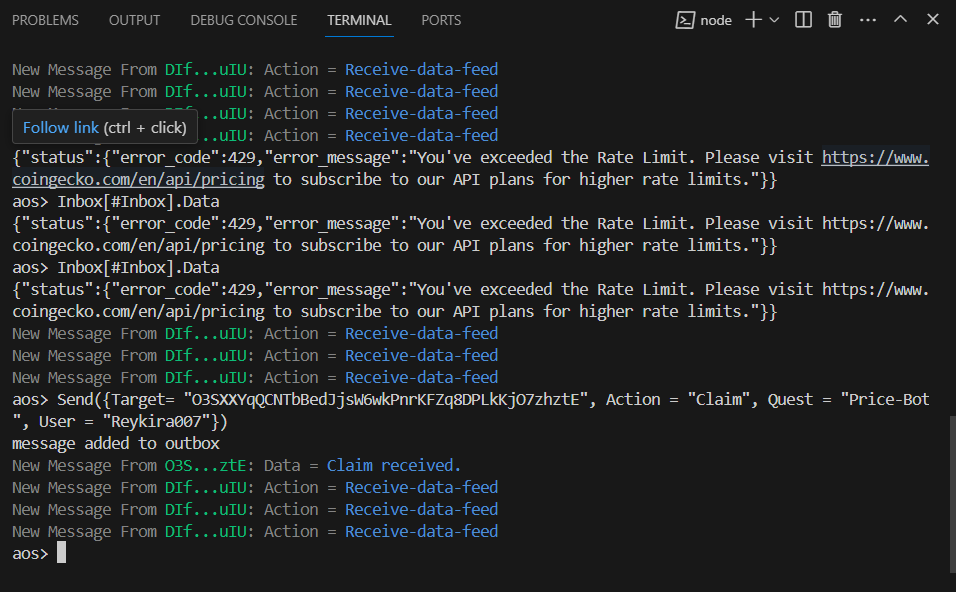 PROBLEMS OUTPUT DEBUG CONSOLE TERMINAL PORTS node
New Message From DIf...uIU: Action = Receive-data-feed
New Message From DIf...uIU: Action = Receive-data-feed
...uIU: Action = Receive-data-feed
Follow link (ctrl + click)
...uIU: Action = Receive-data-feed
{"status":{"error_code":429,"error_message":"You've exceeded the Rate Limit. Please visit https://www.
coingecko.com/en/api/pricing to subscribe to our API plans for higher rate limits."}}
aos> Inbox[#Inbox].Data
{"status":{"error_code":429,"error_message":"You've exceeded the Rate Limit. Please visit https://www.
coingecko.com/en/api/pricing to subscribe to our API plans for higher rate limits."}}
aos> Inbox[#Inbox].Data
{"status":{"error_code":429,"error_message":"You've exceeded the Rate Limit. Please visit https://www.
coingecko.com/en/api/pricing to subscribe to our API plans for higher rate limits."}}
New Message From DIf...uIU: Action = Receive-data-feed
New Message From DIf...uIU: Action = Receive-data-feed
New Message From DIf...uIU: Action = Receive-data-feed
aos> Send({Target= "O3SXXYqQCNTbBedJjsW6wkPnrKFZq8DPLkKjO7zhztE", Action = "Claim", Quest = "Price-Bot
", User = "Reykira007"})
message added to outbox
New Message From O3S...ztE: Data = Claim received.
New Message From DIf...uIU: Action = Receive-data-feed
New Message From DIf...uIU: Action = Receive-data-feed
New Message From DIf...uIU: Action = Receive-data-feed
aos>